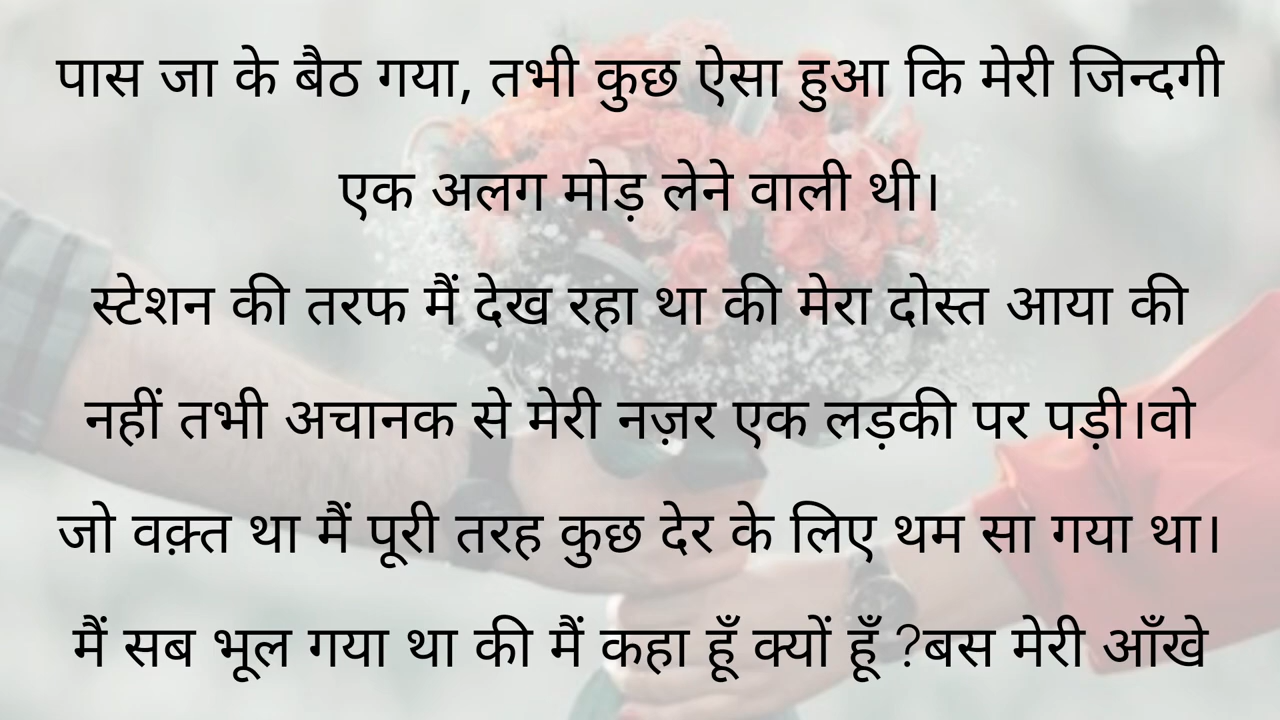 पास जा के बैठ गया, तभी कुछ ऐसा हुआ कि मेरी जिन्दगी
एक अलग मोड़ लेने वाली थी।
स्टेशन की तरफ मैं देख रहा था की मेरा दोस्त आया की
नहीं तभी अचानक से मेरी नज़र एक लड़की पर पड़ी।वो
जो वक़्त था मैं पूरी तरह कुछ देर के लिए थम सा गया था।
मैं सब भूल गया था की मैं कहा हूँ क्यों हूँ ?बस मेरी आँखे